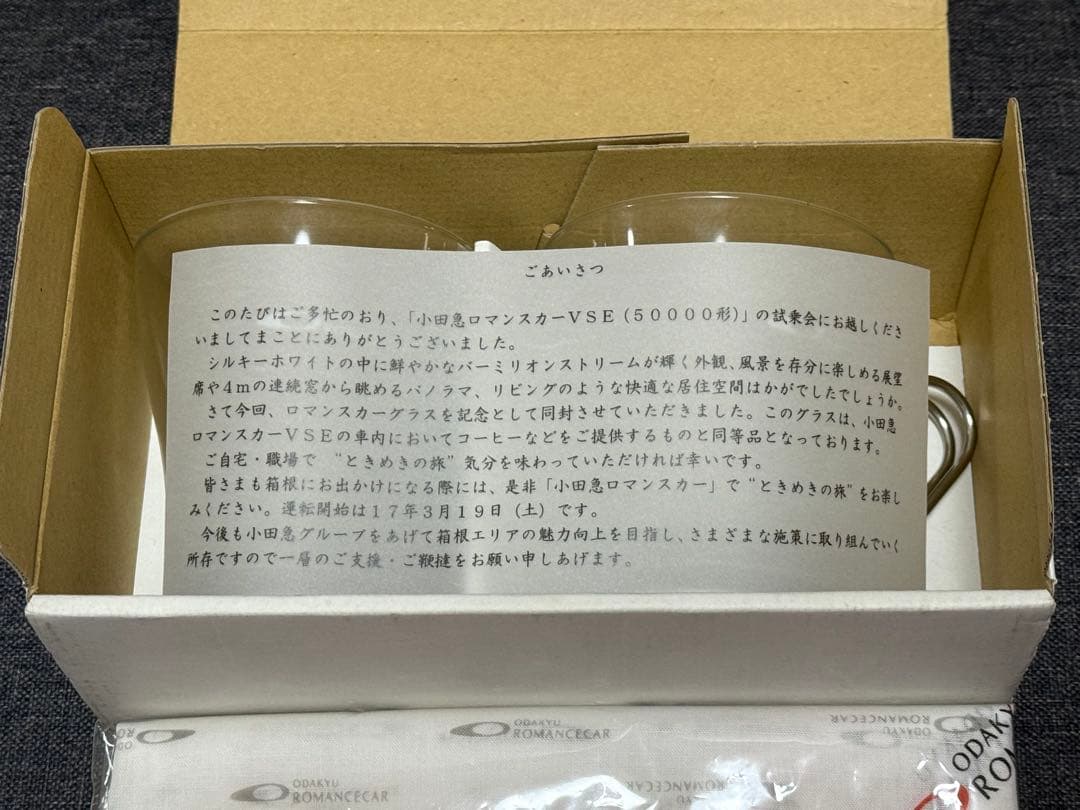 ごあいさつ
このたびはご多忙のおり、「小田急ロマンスカーVSE（50000形）」の試乗会にお越しくださ
いましてまことにありがとうございました。
シルキーホワイトの中に鮮やかなバーミリオンストリームが輝く外観、風景を存分に楽しめる展望
席や4mの連続窓から眺めるパノラマ、リビングのような快適な居住空間はかがでしたでしょうか。
さて今回、ロマンスカーグラスを記念として同封させていただきました。このグラスは、小田急
ロマンスカーVSEの車内においてコーヒーなどをご提供するものと同等品となっております。
ご自宅・職場で “ときめきの旅” 気分を味わっていただければ幸いです。
皆さまも箱根にお出かけになる際には、是非「小田急ロマンスカー」で “ときめきの旅” をお楽し
みください。運転開始は17年3月19日（土）です。
今後も小田急グループをあげて箱根エリアの魅力向上を目指し、さまざまな施策に取り組んでいく
所存ですので一層のご支援・ご鞭撻をお願い申しあげます。
ODAKYU
ROMANCECAR
ROMANCECAR
ODAKY
RO
ODAKYU
ROMANCECAR
ROMANCECAR